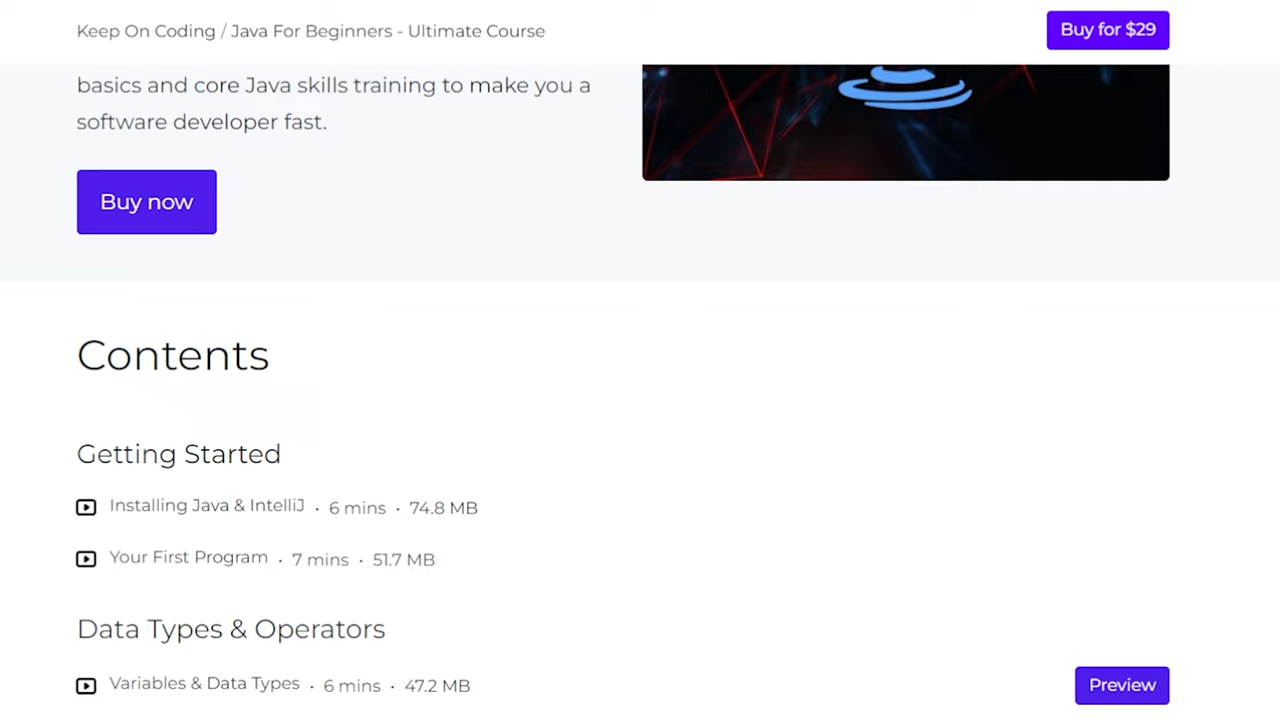 Keep On Coding / Java For Beginners - Ultimate Course
Buy for $29
basics and core Java skills training to make you a
software developer fast.
Buy now
Contents
Getting Started
Installing Java & IntelliJ · 6 mins · 74.8 MB
Your First Program · 7 mins · 51.7 MB
Data Types & Operators
Variables & Data Types · 6 mins · 47.2 MB
Preview